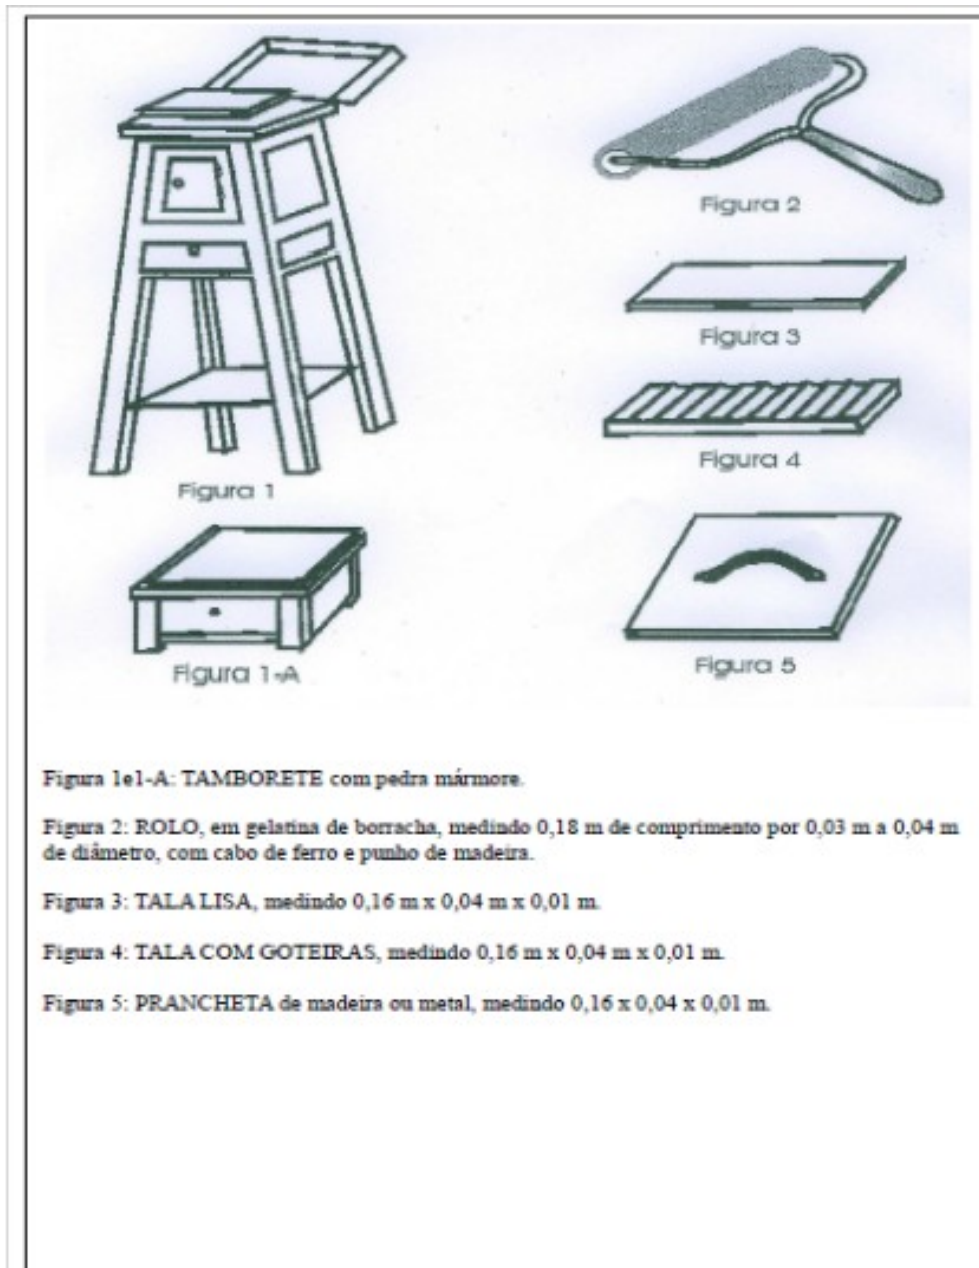 Figura 2
Figura 3
Figura 4
Figura 1
Figura 1-A
Figura 5
Figura 1e1-A: TAMBORETE com pedra mármore.
Figura 2: ROLO, em gelatina de borracha, medindo 0,18 m de comprimento por 0,03 m a 0,04 m
de diâmetro, com cabo de ferro e punho de madeira.
Figura 3: TALA LISA, medindo 0,16 m x 0,04 m x 0,01 m.
Figura 4: TALA COM GOTEIRAS, medindo 0,16 m x 0,04 m x 0,01 m.
Figura 5: PRANCHETA de madeira ou metal, medindo 0,16 x 0,04 x 0,01 m.